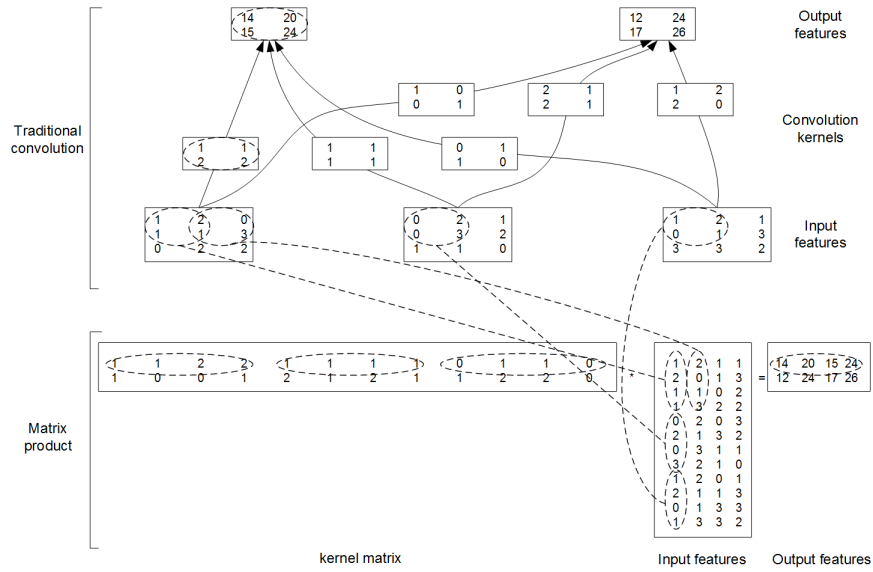 14 20
15 24
12 24
17 26
Output
features
1 0
0 1
2 1
2 1
1 2
2 0
Convolution
kernels
Traditional
convolution
1 1
2 2
1 1
1 1
0 1
1 0
1 2 0
1 1 3
0 2 2
0 2 1
0 3 2
1 1 0
1 2 1
0 1 3
3 3 2
Input
features
Matrix
product
1 1 2 2 1 1 1 1 0 1 1 0
1 0 0 1 2 1 2 1 1 2 2 0
*
1 2 1 1
2 0 1 3
1 1 0 2
1 3 2 2
0 2 0 3
2 1 3 2
0 3 1 1
3 2 1 0
1 2 0 1
2 1 1 3
0 1 3 3
1 3 3 2
=
14 20 15 24
12 24 17 26
kernel matrix
Input features
Output features